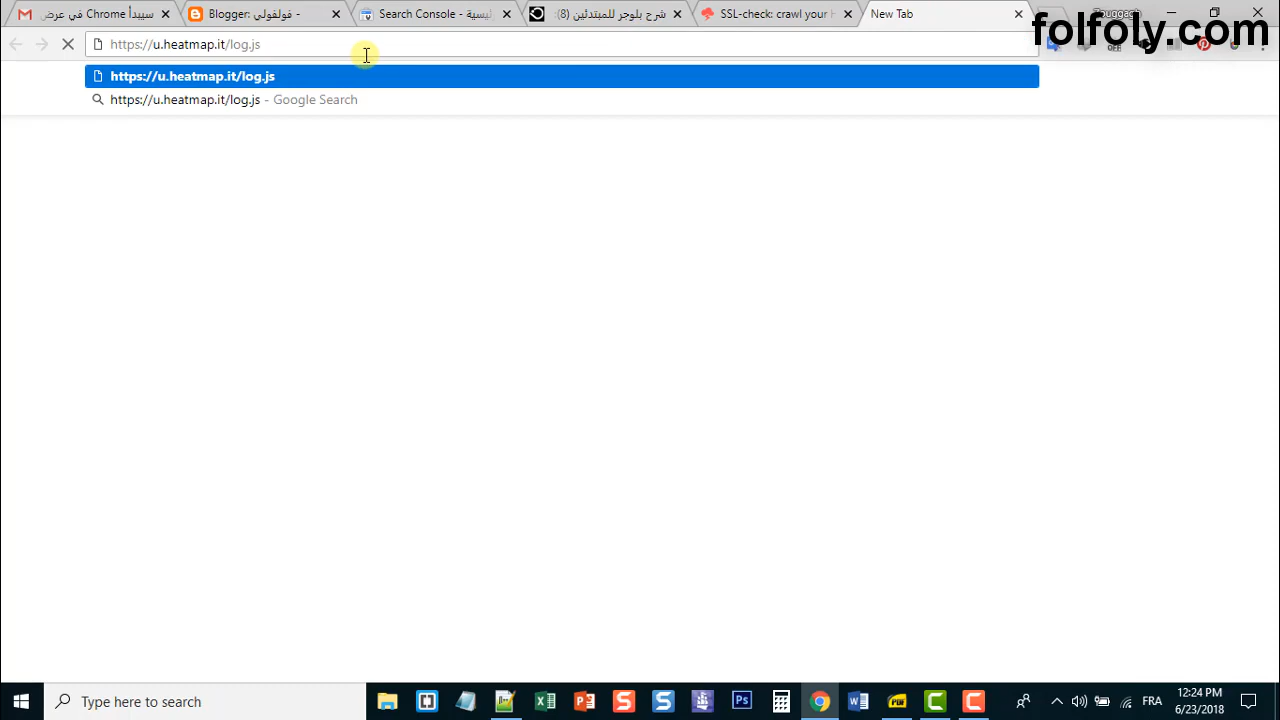 سيبدأ Chrome في عرض
Blogger: فولفولي -
Search Console - ليسية
شرح بلوجر للمبتدئين (8):
SSL-check: crawl your H
New Tab
folfoly.com
https://u.heatmap.it/log.js
https://u.heatmap.it/log.js
https://u.heatmap.it/log.js - Google Search
Type here to search
FRA
12:24 PM
6/23/2018